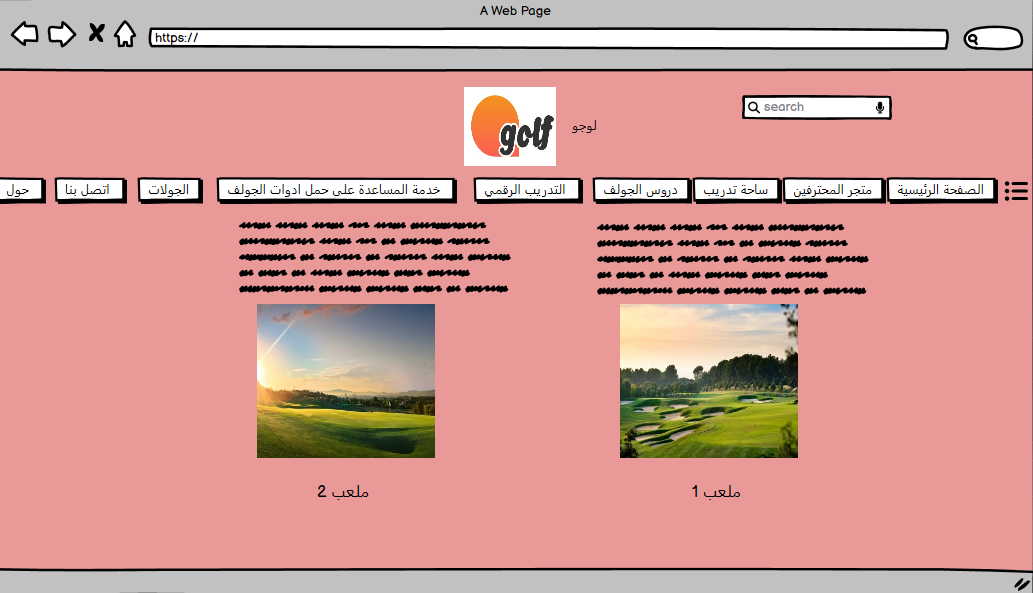 A Web Page
https://
search
golf
لوجو
الصفحة الرئيسية
متجر المحترفين
ساحة تدريب
دروس الجولف
التدريب الرقمي
خدمة المساعدة على حمل ادوات الجولف
الجولات
اتصل بنا
حول
ملعب 1
ملعب 2